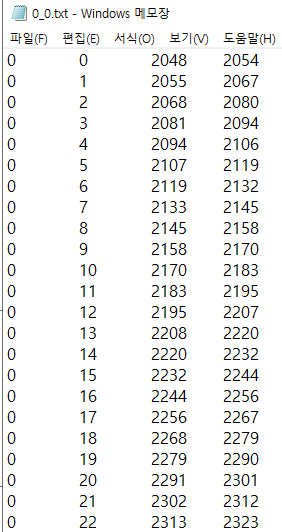 0_0.txt - Windows 메모장
파일(F) 편집(E) 서식(O) 보기(V) 도움말(H)
0 0 2048 2054
0 1 2055 2067
0 2 2068 2080
0 3 2081 2094
0 4 2094 2106
0 5 2107 2119
0 6 2119 2132
0 7 2133 2145
0 8 2145 2158
0 9 2158 2170
0 10 2170 2183
0 11 2183 2195
0 12 2195 2207
0 13 2208 2220
0 14 2220 2232
0 15 2232 2244
0 16 2244 2256
0 17 2256 2267
0 18 2268 2279
0 19 2279 2290
0 20 2291 2301
0 21 2302 2312
0 22 2313 2323